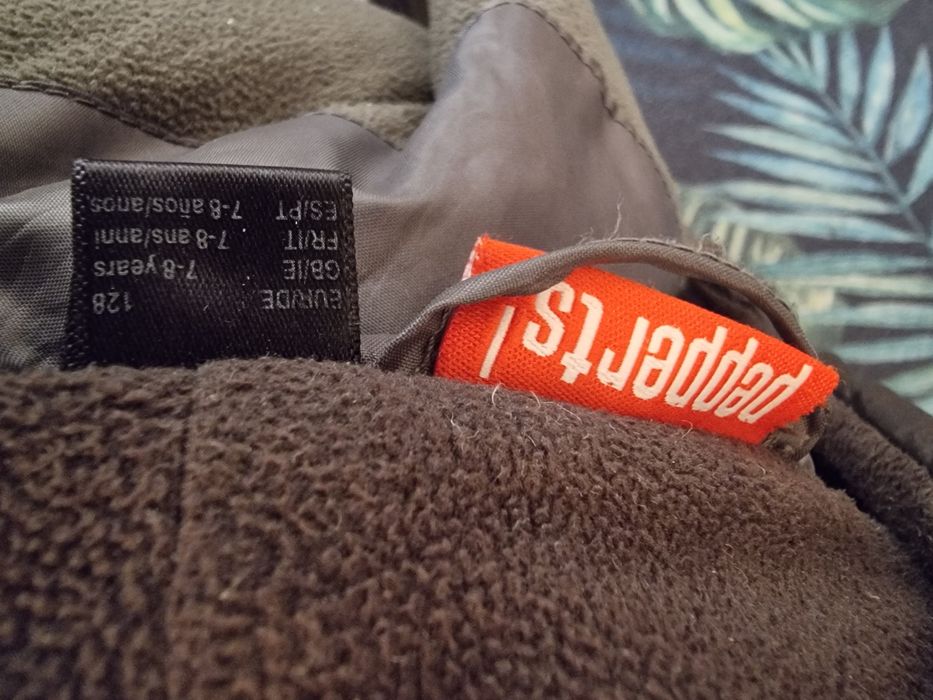 pepperts!
EUR/DE 128
GB/IE 7-8 years
FR/IT 7-8 ans/anni
ES/PT 7-8 años/anos